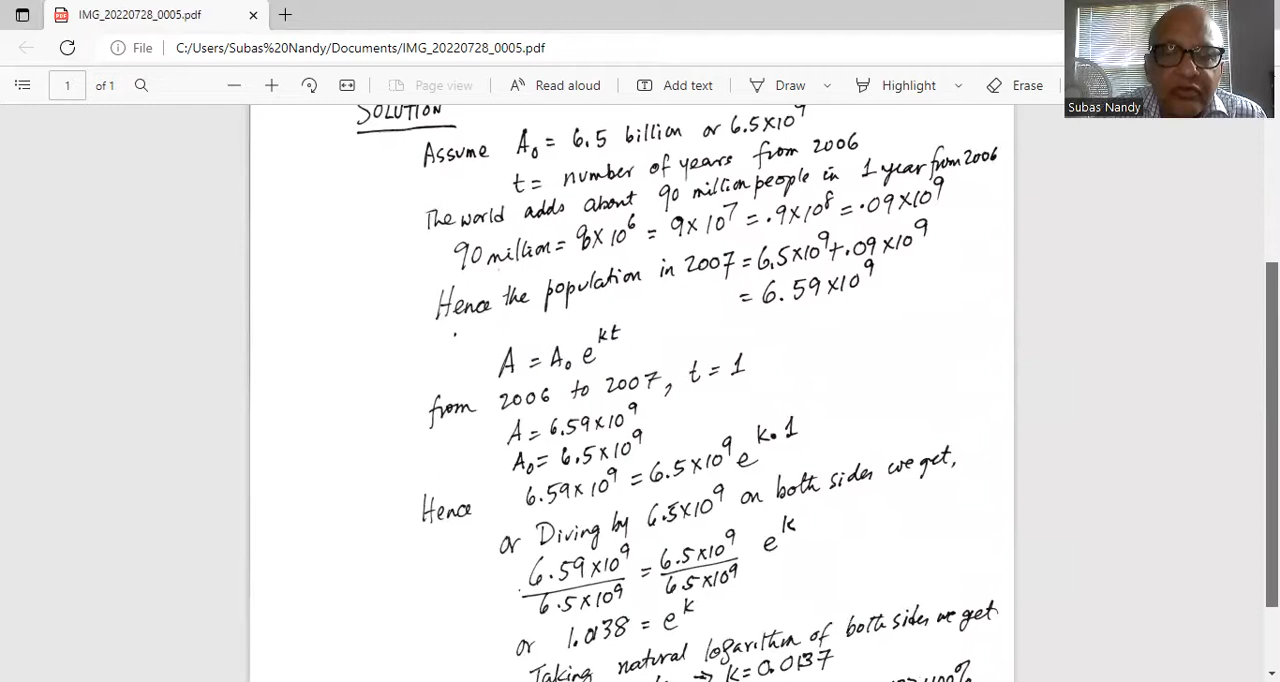 IMG_20220728_0005.pdf
File
C:/Users/Subas%20Nandy/Documents/IMG_20220728_0005.pdf
1 of 1
Page view
Read aloud
Add text
Draw
Highlight
Erase
Subas Nandy
SOLUTION
Assume A₀ = 6.5 billion or 6.5×10⁹
t = number of years from 2006
The world adds about 90 million people in 1 year from 2006
90 million = 90×10⁶ = 9×10⁷ = .9×10⁸ = .09×10⁹
Hence the population in 2007 = 6.5×10⁹+.09×10⁹
= 6.59×10⁹
A = A₀ e^kt
from 2006 to 2007, t = 1
A = 6.59×10⁹
A₀ = 6.5×10⁹
Hence 6.59×10⁹ = 6.5×10⁹ e^k.1
or Diving by 6.5×10⁹ on both sides we get,
6.59×10⁹/6.5×10⁹ = 6.5×10⁹/6.5×10⁹ e^k
or 1.0138 = e^k
Taking natural logarithm of both sides we get
→ k = 0.0137